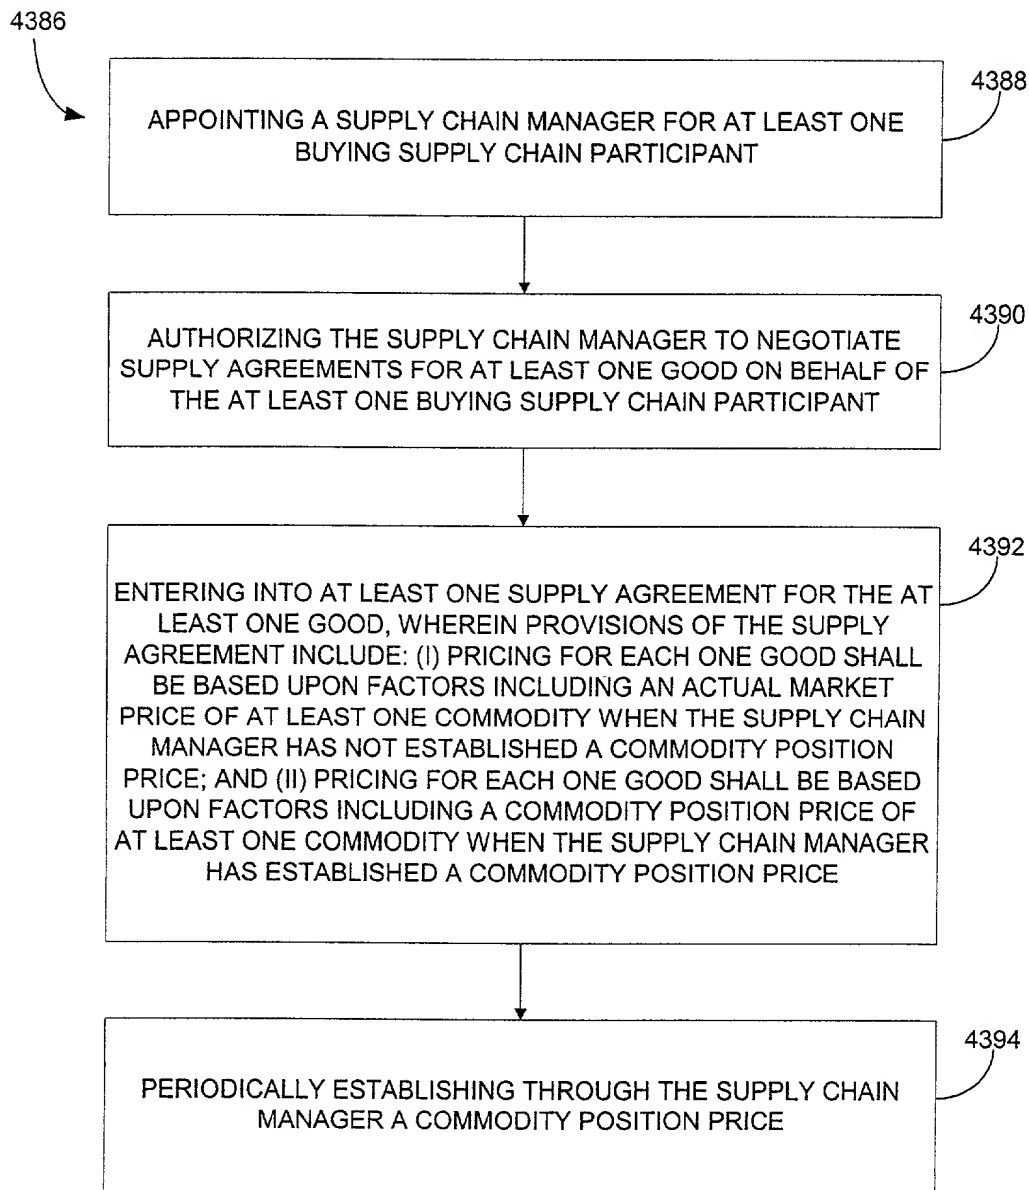 4386
4388
APPOINTING A SUPPLY CHAIN MANAGER FOR AT LEAST ONE
BUYING SUPPLY CHAIN PARTICIPANT
4390
AUTHORIZING THE SUPPLY CHAIN MANAGER TO NEGOTIATE
SUPPLY AGREEMENTS FOR AT LEAST ONE GOOD ON BEHALF OF
THE AT LEAST ONE BUYING SUPPLY CHAIN PARTICIPANT
4392
ENTERING INTO AT LEAST ONE SUPPLY AGREEMENT FOR THE AT
LEAST ONE GOOD, WHEREIN PROVISIONS OF THE SUPPLY
AGREEMENT INCLUDE: (I) PRICING FOR EACH ONE GOOD SHALL
BE BASED UPON FACTORS INCLUDING AN ACTUAL MARKET
PRICE OF AT LEAST ONE COMMODITY WHEN THE SUPPLY CHAIN
MANAGER HAS NOT ESTABLISHED A COMMODITY POSITION
PRICE; AND (II) PRICING FOR EACH ONE GOOD SHALL BE BASED
UPON FACTORS INCLUDING A COMMODITY POSITION PRICE OF
AT LEAST ONE COMMODITY WHEN THE SUPPLY CHAIN MANAGER
HAS ESTABLISHED A COMMODITY POSITION PRICE
4394
PERIODICALLY ESTABLISHING THROUGH THE SUPPLY CHAIN
MANAGER A COMMODITY POSITION PRICE